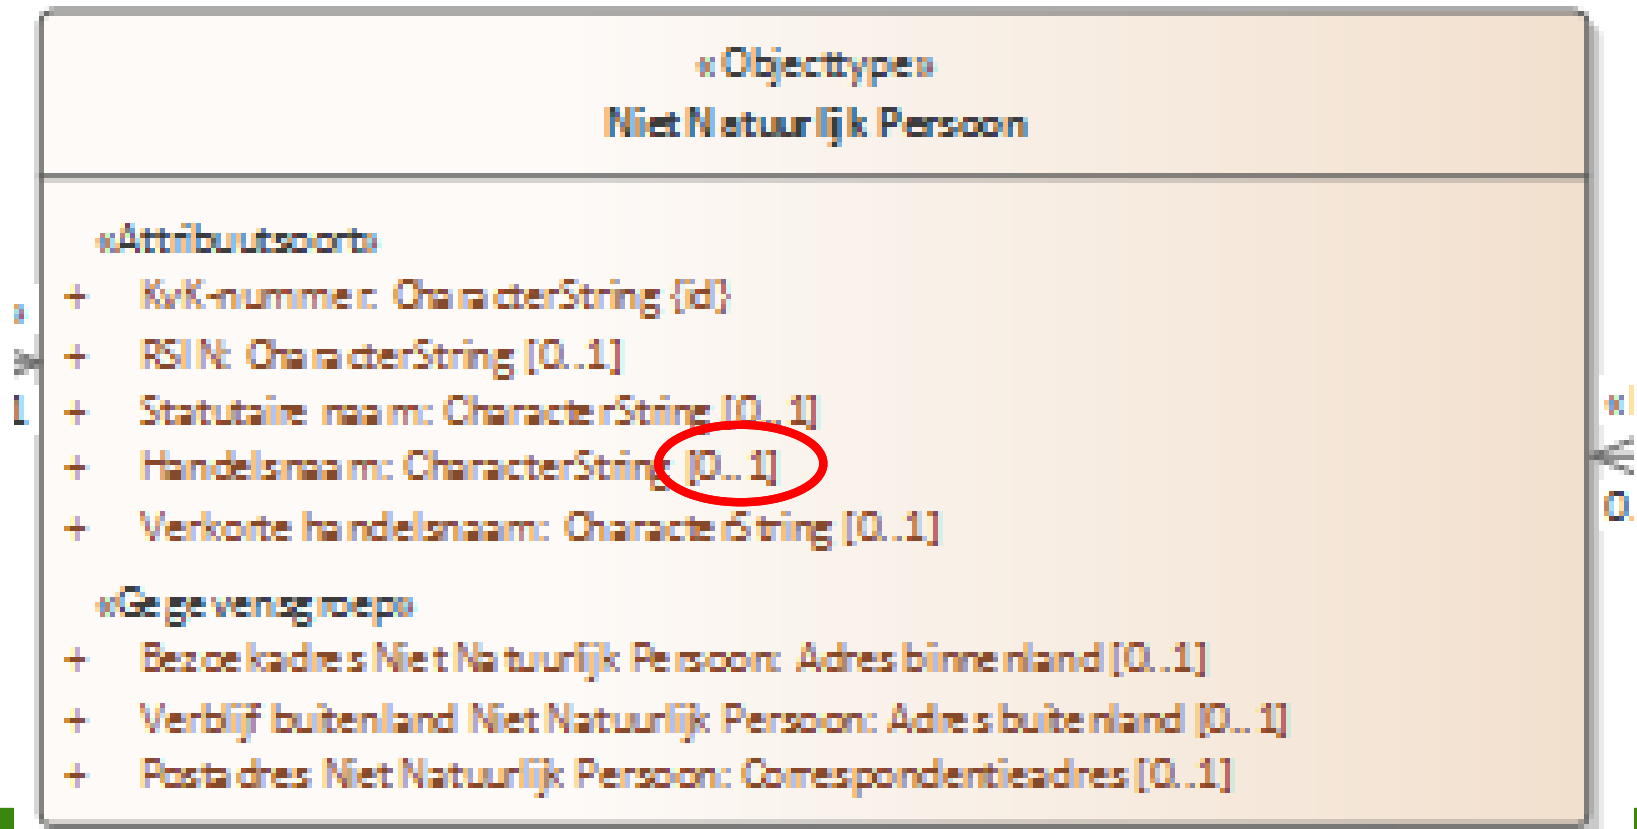 «Objecttype»
Niet Natuurlijk Persoon
«Attribuutsoort»
+ KvK-nummer: CharacterString {id}
+ RSIN: CharacterString [0..1]
1 + Statutaire naam: CharacterString [0..1]
+ Handelsnaam: CharacterString [0..1]
+ Verkorte handelsnaam: CharacterString [0..1]
0.
«Gegevensgroep»
+ Bezoekadres Niet Natuurlijk Persoon: Adres binnenland [0..1]
+ Verblijf buitenland Niet Natuurlijk Persoon: Adres buitenland [0..1]
+ Postadres Niet Natuurlijk Persoon: Correspondentieadres [0..1]